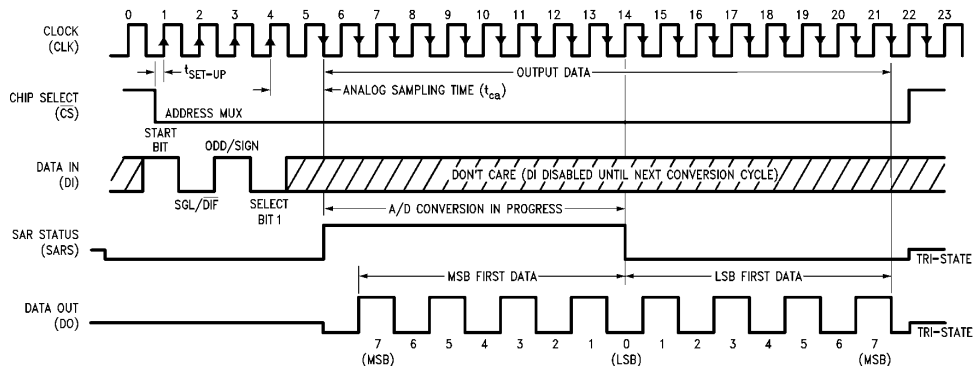 0 1 2 3 4 5 6 7 8 9 10 11 12 13 14 15 16 17 18 19 20 21 22 23
CLOCK
(CLK)
tSET-UP
OUTPUT DATA
CHIP SELECT
(C̅S̅)
ANALOG SAMPLING TIME (tca)
ADDRESS MUX
START
BIT
ODD/SIGN
DATA IN
(DI)
DON'T CARE (DI DISABLED UNTIL NEXT CONVERSION CYCLE)
SGL/D̅I̅F̅
SELECT
BIT 1
A/D CONVERSION IN PROGRESS
SAR STATUS
(SARS)
TRI-STATE
MSB FIRST DATA
LSB FIRST DATA
DATA OUT
(DO)
TRI-STATE
7 6 5 4 3 2 1 0 1 2 3 4 5 6 7
(MSB) (LSB) (MSB)